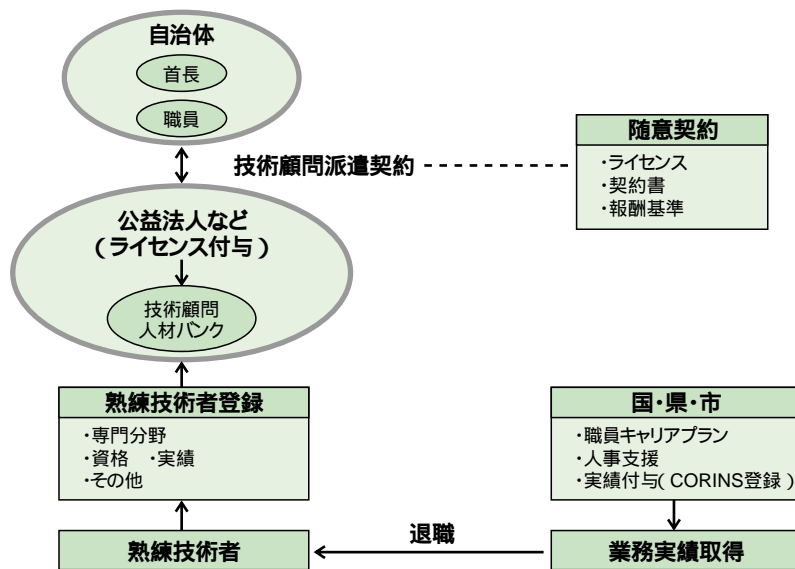 自治体
首長
職員
技術顧問派遣契約
随意契約
・ライセンス
・契約書
・報酬基準
公益法人など
（ライセンス付与）
技術顧問
人材バンク
熟練技術者登録
・専門分野
・資格　・実績
・その他
国・県・市
・職員キャリアプラン
・人事支援
・実績付与（CORINS登録）
熟練技術者
退職
業務実績取得